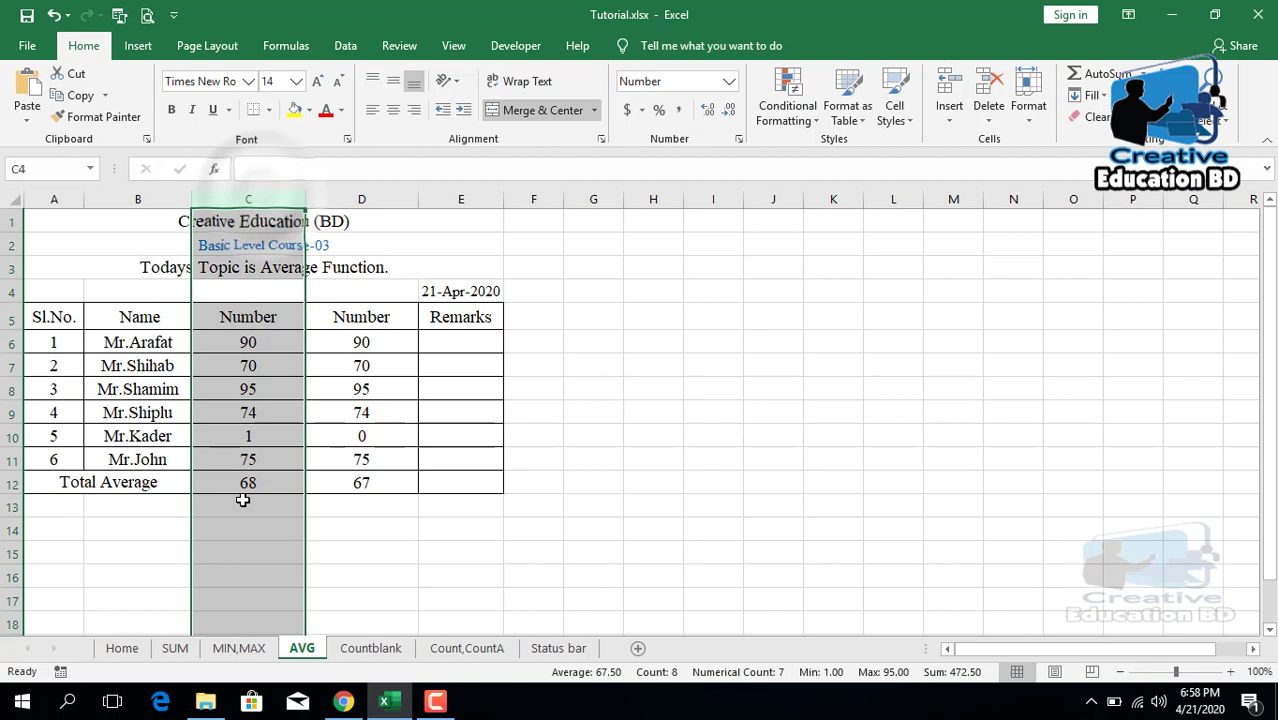 Tutorial.xlsx - Excel
Sign in
File Home Insert Page Layout Formulas Data Review View Developer Help Tell me what you want to do Share
Paste
Cut
Copy
Format Painter
Clipboard
Times New Ro 14
B I U
Font
Wrap Text
Merge & Center
Alignment
Number
Number
Conditional Formatting
Format as Table
Cell Styles
Styles
Insert
Delete
Format
Cells
AutoSum
Fill
Clear
Creative
Education BD
C4
fx
A B C D E F G H I J K L M N O P Q R
1 Creative Education (BD)
2 Basic Level Course-03
3 Todays Topic is Average Function.
4 21-Apr-2020
5 Sl.No. Name Number Number Remarks
6 1 Mr.Arafat 90 90
7 2 Mr.Shihab 70 70
8 3 Mr.Shamim 95 95
9 4 Mr.Shiplu 74 74
10 5 Mr.Kader 1 0
11 6 Mr.John 75 75
12 Total Average 68 67
13
14
15
16
17
18
Creative
Education BD
Home SUM MIN,MAX AVG Countblank Count,CountA Status bar
Ready
Average: 67.50 Count: 8 Numerical Count: 7 Min: 1.00 Max: 95.00 Sum: 472.50
100%
6:58 PM
4/21/2020
1